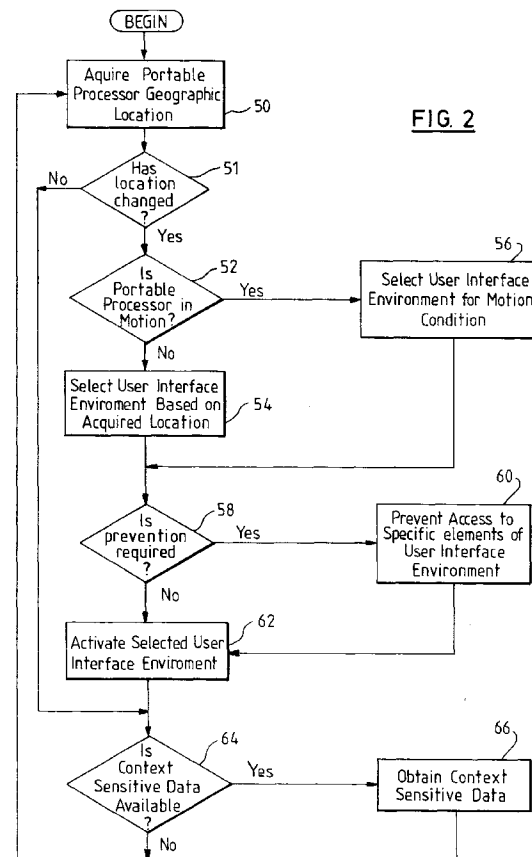 BEGIN
Aquire Portable
Processor Geographic
Location
50
FIG. 2
Has
location
changed
?
51
No
Yes
Is
Portable
Processor in
Motion?
52
Yes
No
56
Select User Interface
Environment for Motion
Condition
Select User Interface
Enviroment Based on
Acquired Location
54
Is
prevention
required
?
58
Yes
No
60
Prevent Access to
Specific elements of
User Interface
Environment
62
Activate Selected User
Interface Enviroment
Is
Context
Sensitive Data
Available
?
64
Yes
No
66
Obtain Context
Sensitive Data